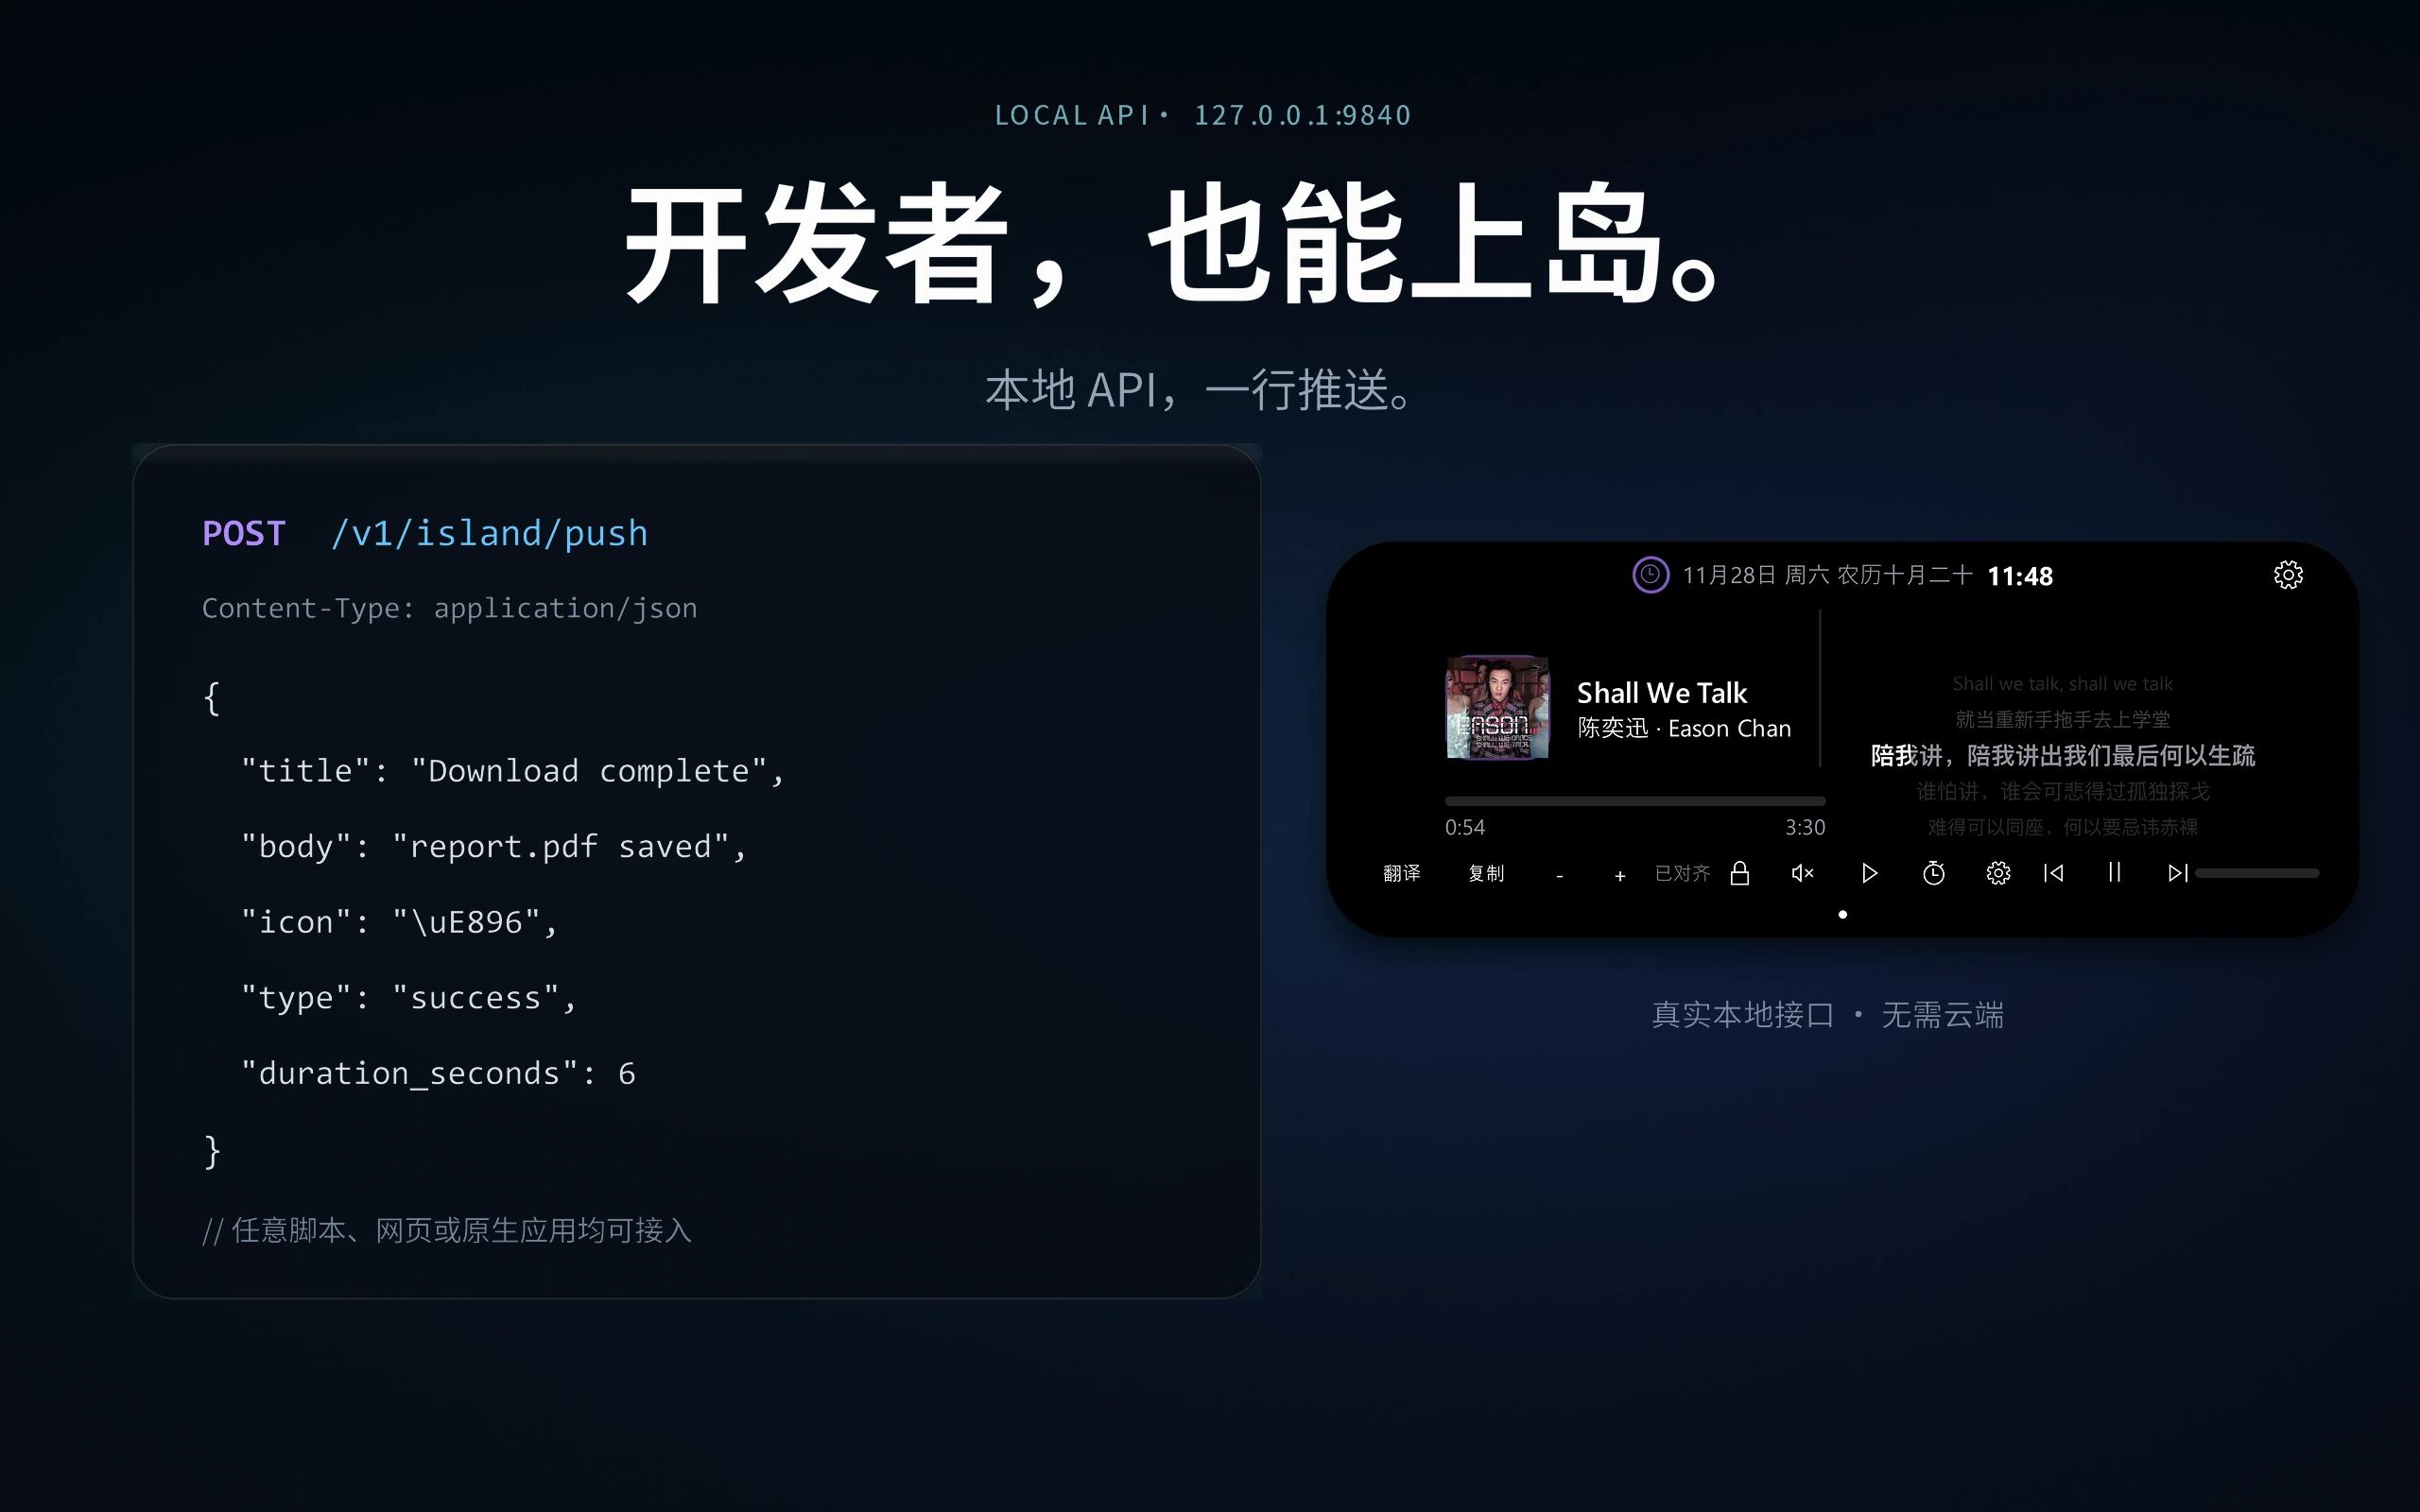 LOCAL API · 127.0.0.1:9840
开发者，也能上岛。
本地 API，一行推送。
POST /v1/island/push
Content-Type: application/json
{
"title": "Download complete",
"body": "report.pdf saved",
"icon": "\uE896",
"type": "success",
"duration_seconds": 6
}
// 任意脚本、网页或原生应用均可接入
11月28日 周六 农历十月二十 11:48
EASON
SHALL WE DANCE
SHALL WE TALK
Shall We Talk
陈奕迅 · Eason Chan
0:54 3:30
Shall we talk, shall we talk
就当重新手拖手去上学堂
陪我讲，陪我讲出我们最后何以生疏
谁怕讲，谁会可悲得过孤独探戈
难得可以同座，何以要忌讳赤裸
翻译 复制 - + 已对齐
真实本地接口 · 无需云端